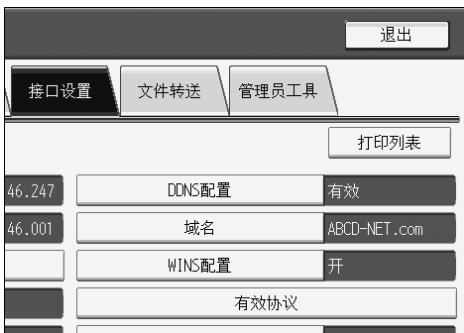 退出
接口设置 文件转送 管理员工具
打印列表
46.247 DDNS配置 有效
46.001 域名 ABCD-NET.com
WINS配置 开
有效协议